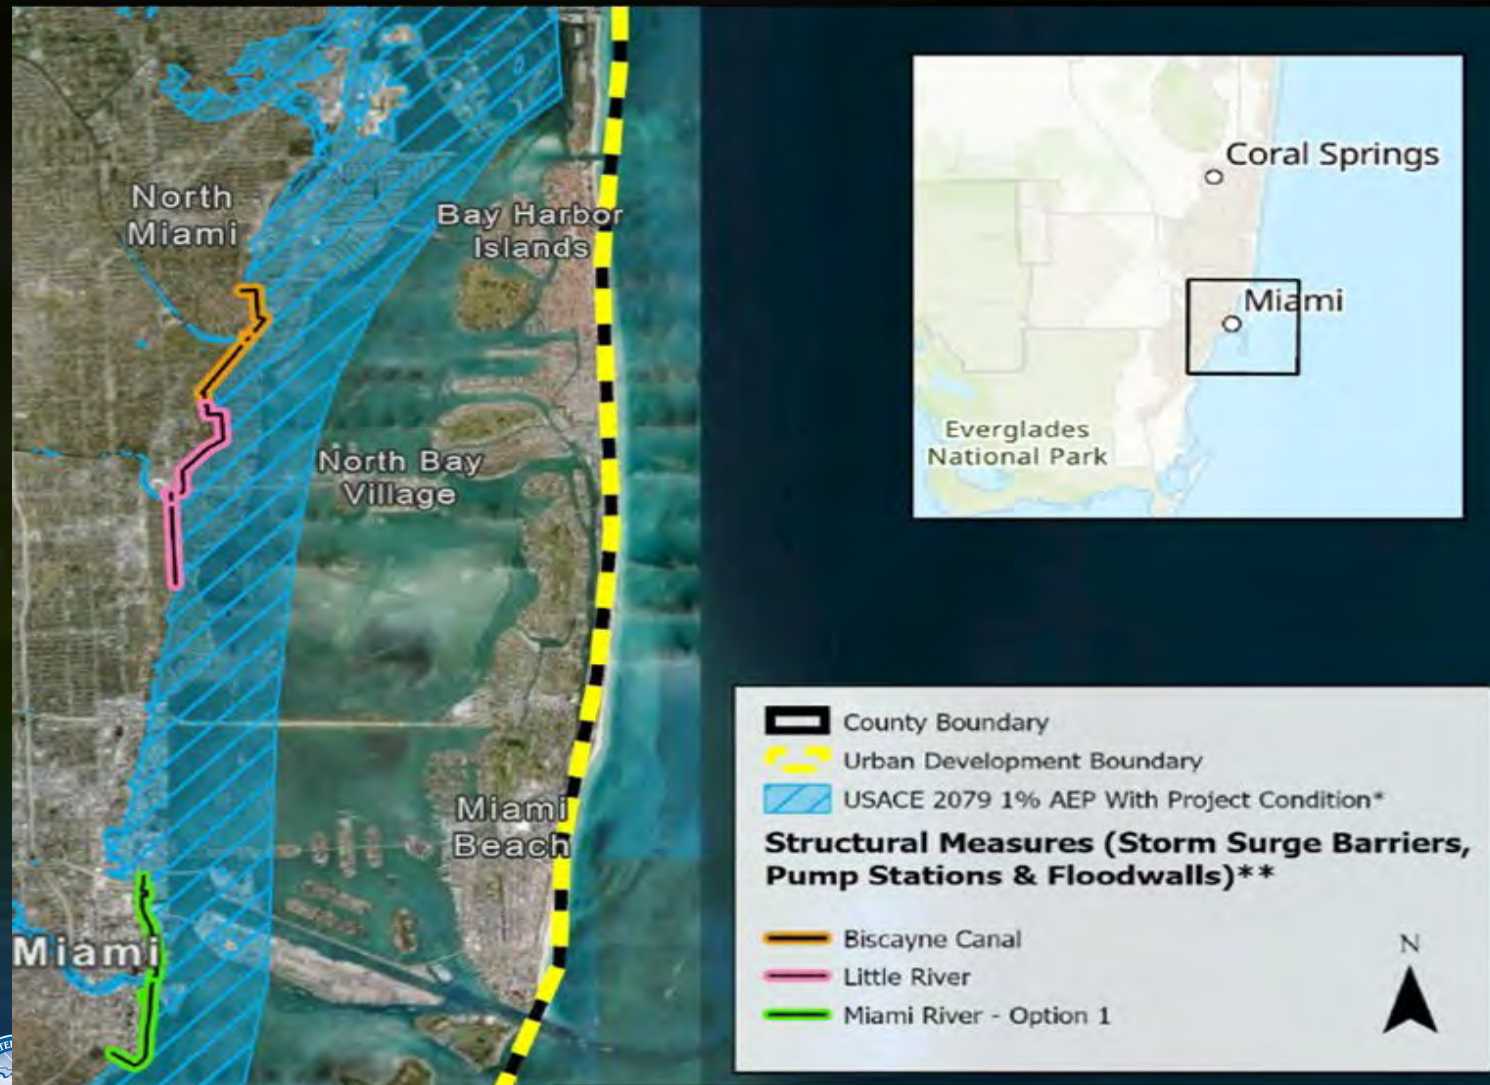 North
Miami
Bay Harbor
Islands
North Bay
Village
Miami
Beach
Miami
Coral Springs
Miami
Everglades
National Park
County Boundary
Urban Development Boundary
USACE 2079 1% AEP With Project Condition*
Structural Measures (Storm Surge Barriers,
Pump Stations & Floodwalls)**
Biscayne Canal
Little River
Miami River - Option 1
N